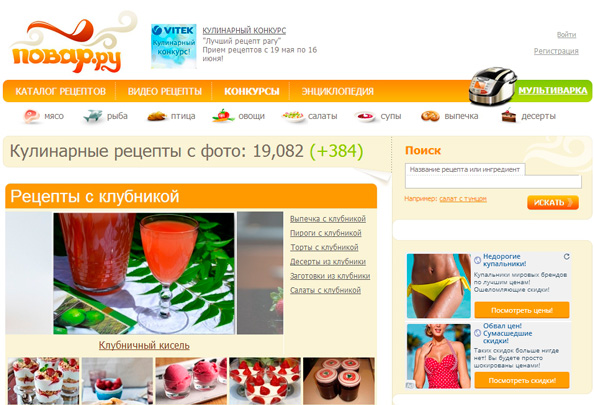 повар.ру
VITEK
Кулинарный
конкурс!
КУЛИНАРНЫЙ КОНКУРС
"Лучший рецепт рагу"
Прием рецептов с 19 мая по 16
июня!
Войти
Регистрация
КАТАЛОГ РЕЦЕПТОВ
ВИДЕО РЕЦЕПТЫ
КОНКУРСЫ
ЭНЦИКЛОПЕДИЯ
МУЛЬТИВАРКА
мясо
рыба
птица
овощи
салаты
супы
выпечка
десерты
Кулинарные рецепты с фото: 19,082 (+384)
Рецепты с клубникой
Выпечка с клубникой
Пироги с клубникой
Торты с клубникой
Десерты из клубники
Заготовки из клубники
Салаты с клубникой
Клубничный кисель
Поиск
Название рецепта или ингредиент
Например: салат с тунцом
ИСКАТЬ
Недорогие
купальники!
Купальники мировых брендов
по лучшим ценам!
Ошеломляющие скидки!
Посмотреть цены!
Обвал цен!
Сумасшедшие
скидки!
Таких скидок больше нигде
нет! Вы будете просто
шокированы ценами!
Посмотреть скидки!